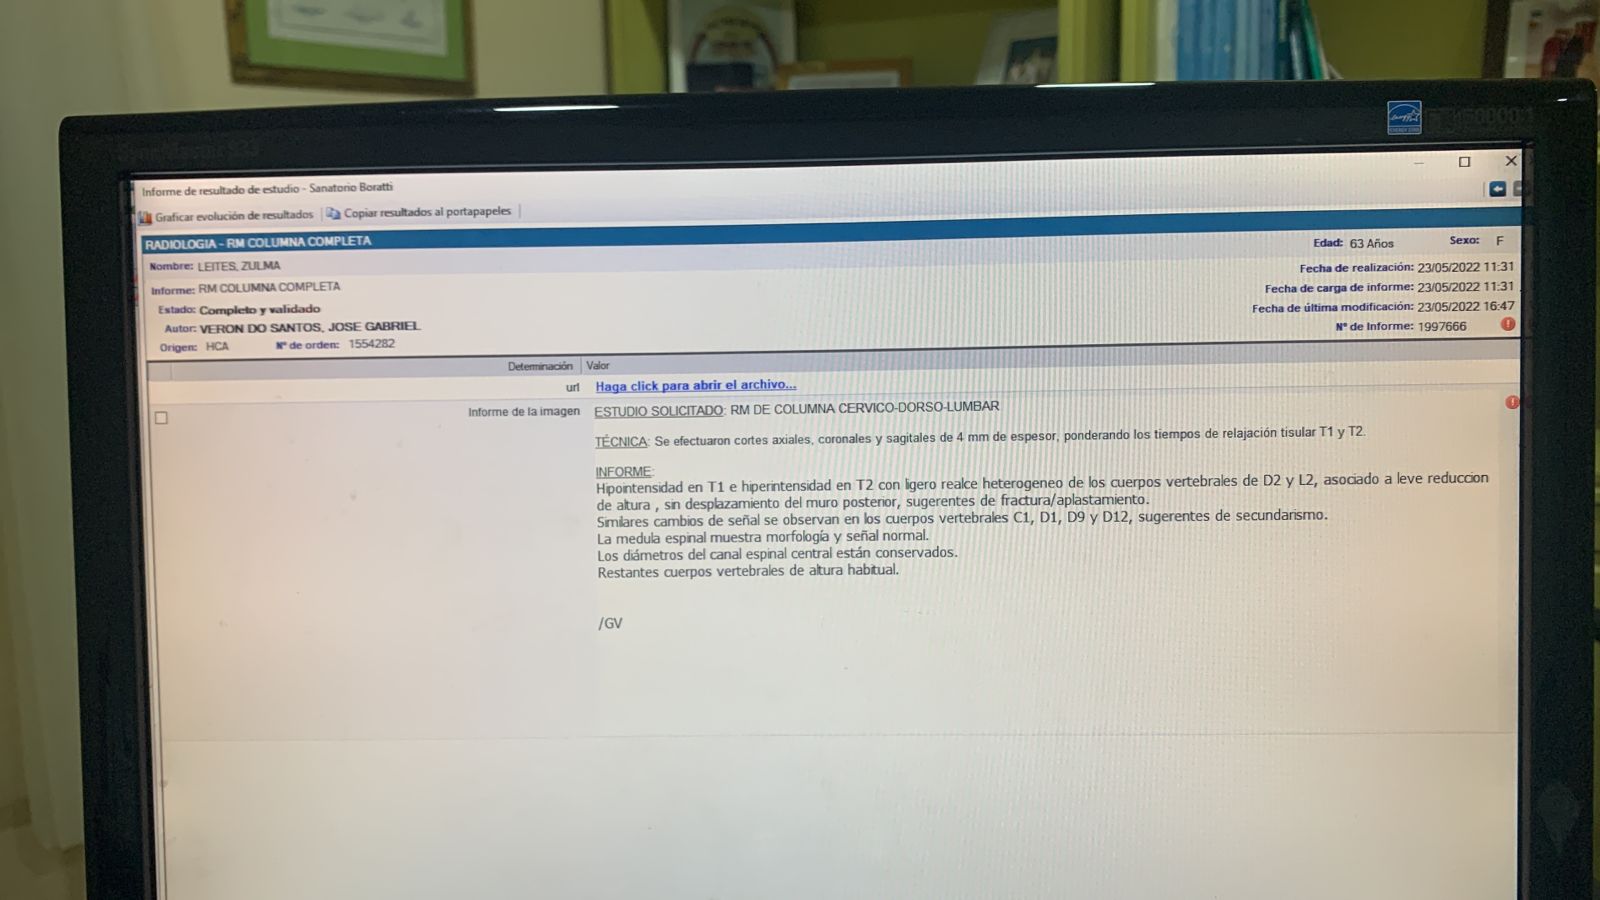 Informe de resultado de estudio - Sanatorio Boratti
Graficar evolución de resultados
Copiar resultados al portapapeles
RADIOLOGIA - RM COLUMNA COMPLETA
Edad: 63 Años
Sexo: F
Nombre: LEITES, ZULMA
Fecha de realización: 23/05/2022 11:31
Informe: RM COLUMNA COMPLETA
Fecha de carga de informe: 23/05/2022 11:31
Estado: Completo y validado
Fecha de última modificación: 23/05/2022 16:47
Autor: VERON DO SANTOS, JOSE GABRIEL
Nº de Informe: 1997666
Origen: HCA Nº de orden: 1554282
Determinación Valor
url Haga click para abrir el archivo...
Informe de la imagen ESTUDIO SOLICITADO: RM DE COLUMNA CERVICO-DORSO-LUMBAR
TÉCNICA: Se efectuaron cortes axiales, coronales y sagitales de 4 mm de espesor, ponderando los tiempos de relajación tisular T1 y T2.
INFORME:
Hipointensidad en T1 e hiperintensidad en T2 con ligero realce heterogeneo de los cuerpos vertebrales de D2 y L2, asociado a leve reduccion
de altura , sin desplazamiento del muro posterior, sugerentes de fractura/aplastamiento.
Similares cambios de señal se observan en los cuerpos vertebrales C1, D1, D9 y D12, sugerentes de secundarismo.
La medula espinal muestra morfología y señal normal.
Los diámetros del canal espinal central están conservados.
Restantes cuerpos vertebrales de altura habitual.
/GV